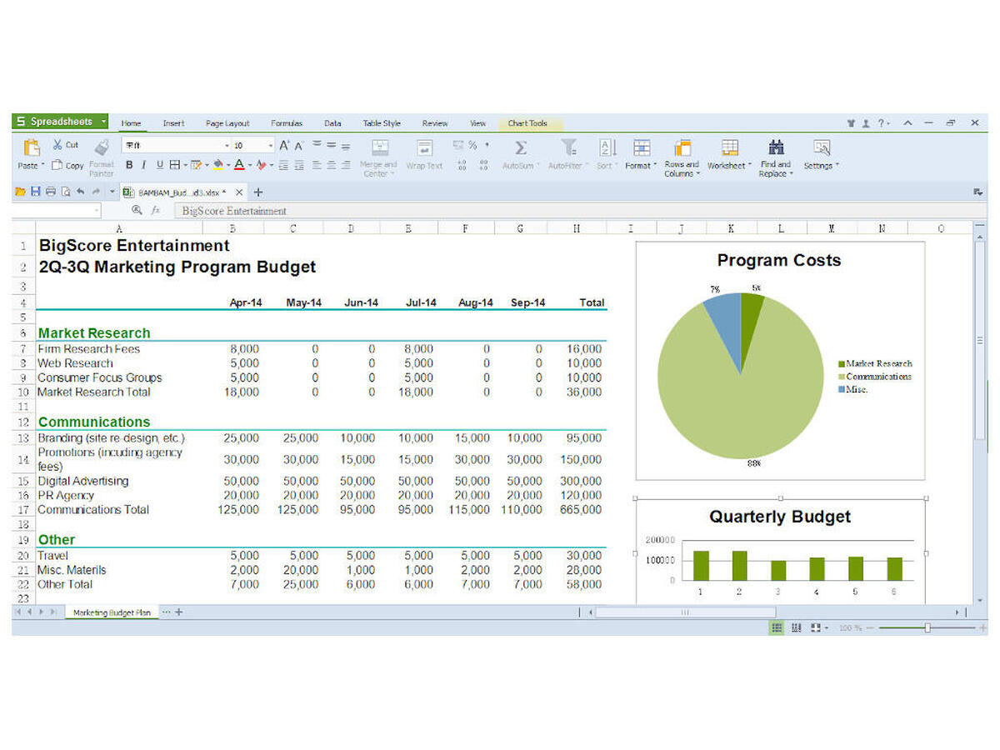 Spreadsheets Home Insert Page Layout Formulas Data Table Style Review View Chart Tools ?
Paste Cut Copy Format Painter 10 B I U A Merge and Center Wrap Text % AutoSum AutoFilter Sort Format Rows and Columns Worksheet Find and Replace Settings
BAMBAM_Bud...id3.xlsx *
fx BigScore Entertainment
A B C D E F G H I J K L M N O
1 BigScore Entertainment
2 2Q-3Q Marketing Program Budget
3
4 Apr-14 May-14 Jun-14 Jul-14 Aug-14 Sep-14 Total
5
6 Market Research
7 Firm Research Fees 8,000 0 0 8,000 0 0 16,000
8 Web Research 5,000 0 0 5,000 0 0 10,000
9 Consumer Focus Groups 5,000 0 0 5,000 0 0 10,000
10 Market Research Total 18,000 0 0 18,000 0 0 36,000
11
12 Communications
13 Branding (site re-design, etc.) 25,000 25,000 10,000 10,000 15,000 10,000 95,000
14 Promotions (incuding agency
fees) 30,000 30,000 15,000 15,000 30,000 30,000 150,000
15 Digital Advertising 50,000 50,000 50,000 50,000 50,000 50,000 300,000
16 PR Agency 20,000 20,000 20,000 20,000 20,000 20,000 120,000
17 Communications Total 125,000 125,000 95,000 95,000 115,000 110,000 665,000
18
19 Other
20 Travel 5,000 5,000 5,000 5,000 5,000 5,000 30,000
21 Misc. Materils 2,000 20,000 1,000 1,000 2,000 2,000 28,000
22 Other Total 7,000 25,000 6,000 6,000 7,000 7,000 58,000
23
Program Costs
7% 5%
Market Research
Communications
Misc.
88%
Quarterly Budget
200000
100000
0
1 2 3 4 5 6
Marketing Budget Plan ...
100 %